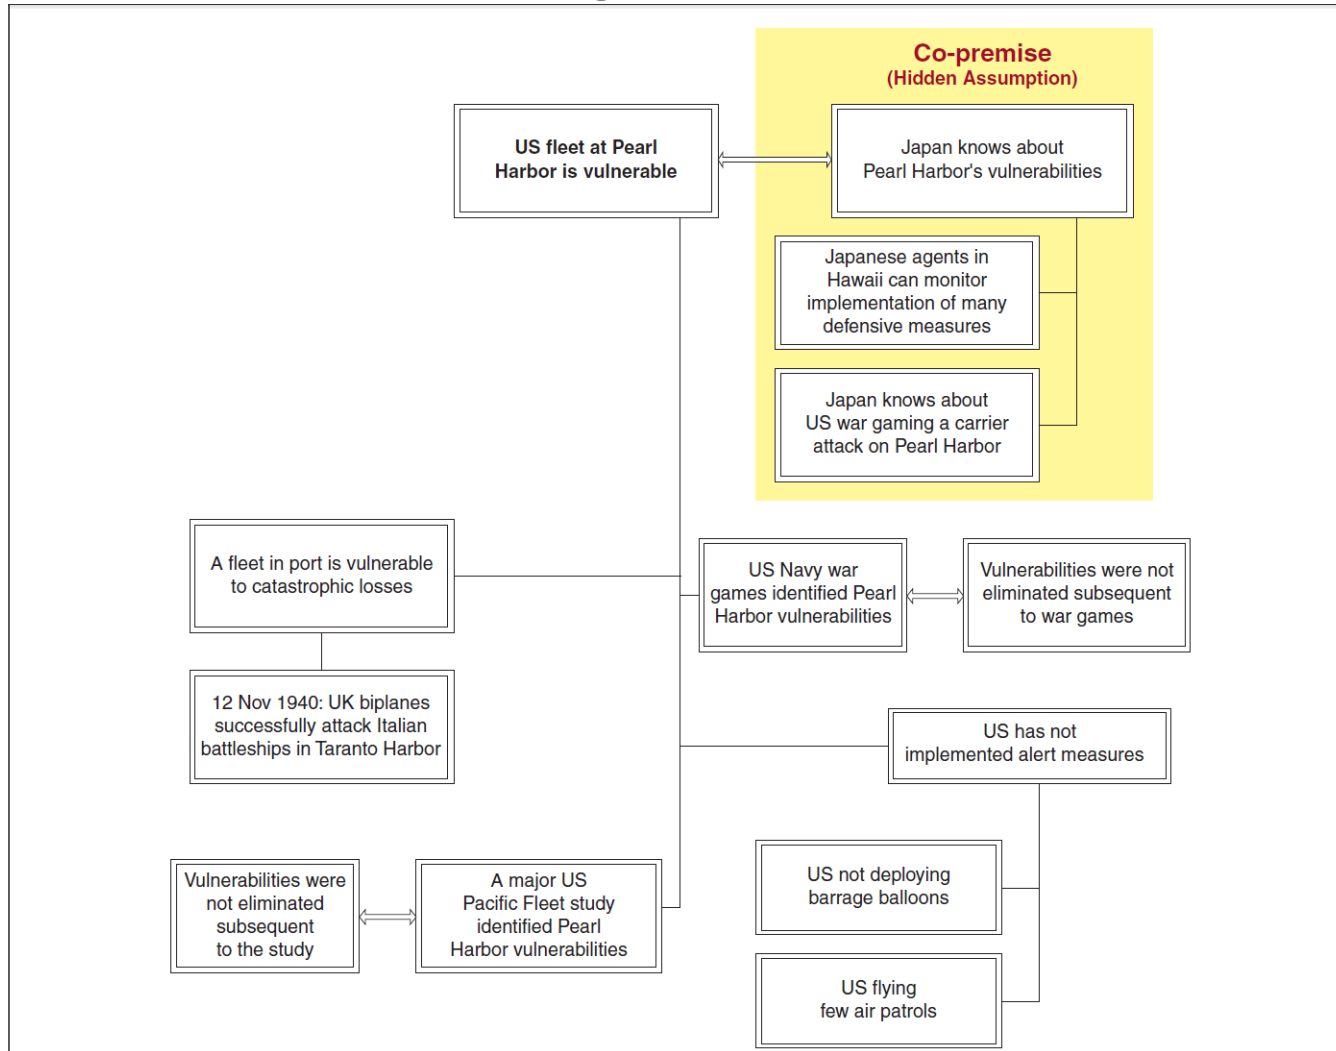 Co-premise
(Hidden Assumption)
US fleet at Pearl
Harbor is vulnerable
Japan knows about
Pearl Harbor's vulnerabilities
Japanese agents in
Hawaii can monitor
implementation of many
defensive measures
Japan knows about
US war gaming a carrier
attack on Pearl Harbor
A fleet in port is vulnerable
to catastrophic losses
US Navy war
games identified Pearl
Harbor vulnerabilities
Vulnerabilities were not
eliminated subsequent
to war games
12 Nov 1940: UK biplanes
successfully attack Italian
battleships in Taranto Harbor
US has not
implemented alert measures
Vulnerabilities were
not eliminated
subsequent
to the study
A major US
Pacific Fleet study
identified Pearl
Harbor vulnerabilities
US not deploying
barrage balloons
US flying
few air patrols